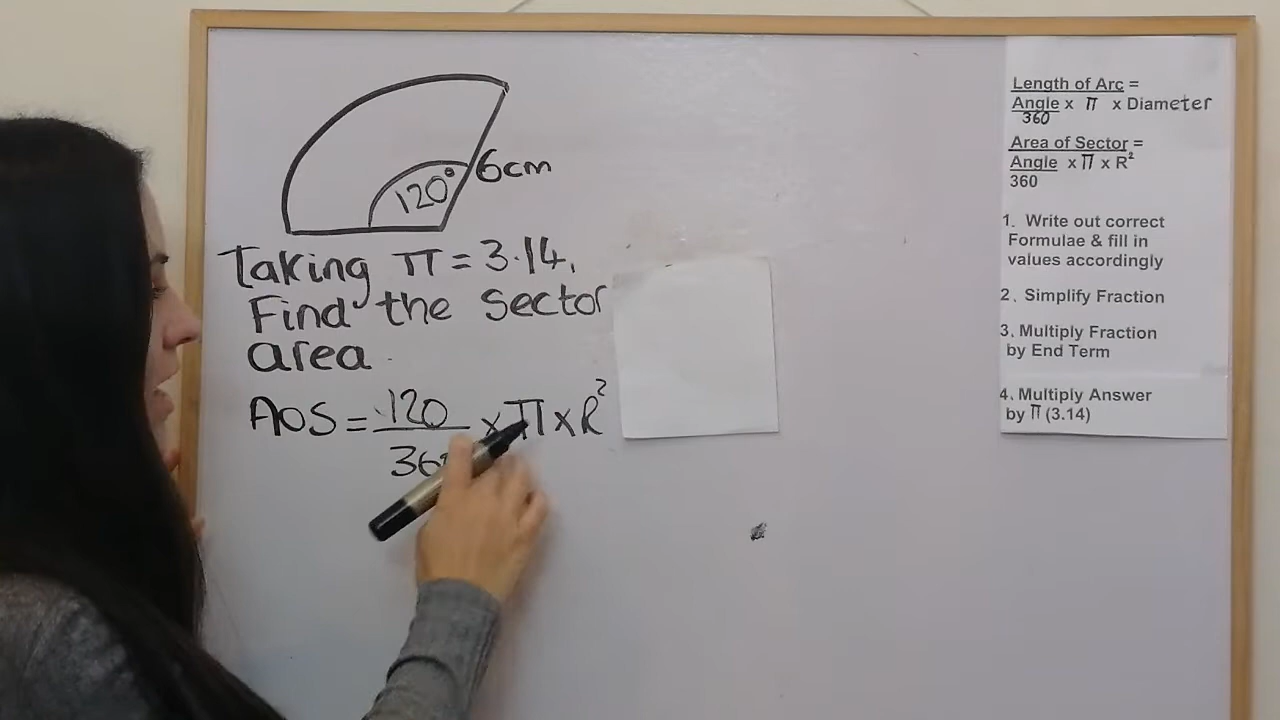 6cm
120°
Taking π = 3.14,
Find the Sector
area.
AOS = 120 × π × R²
36
Length of Arc =
Angle x π x Diameter
360
Area of Sector =
Angle x π x R²
360
1. Write out correct
Formulae & fill in
values accordingly
2. Simplify Fraction
3. Multiply Fraction
by End Term
4. Multiply Answer
by π (3.14)